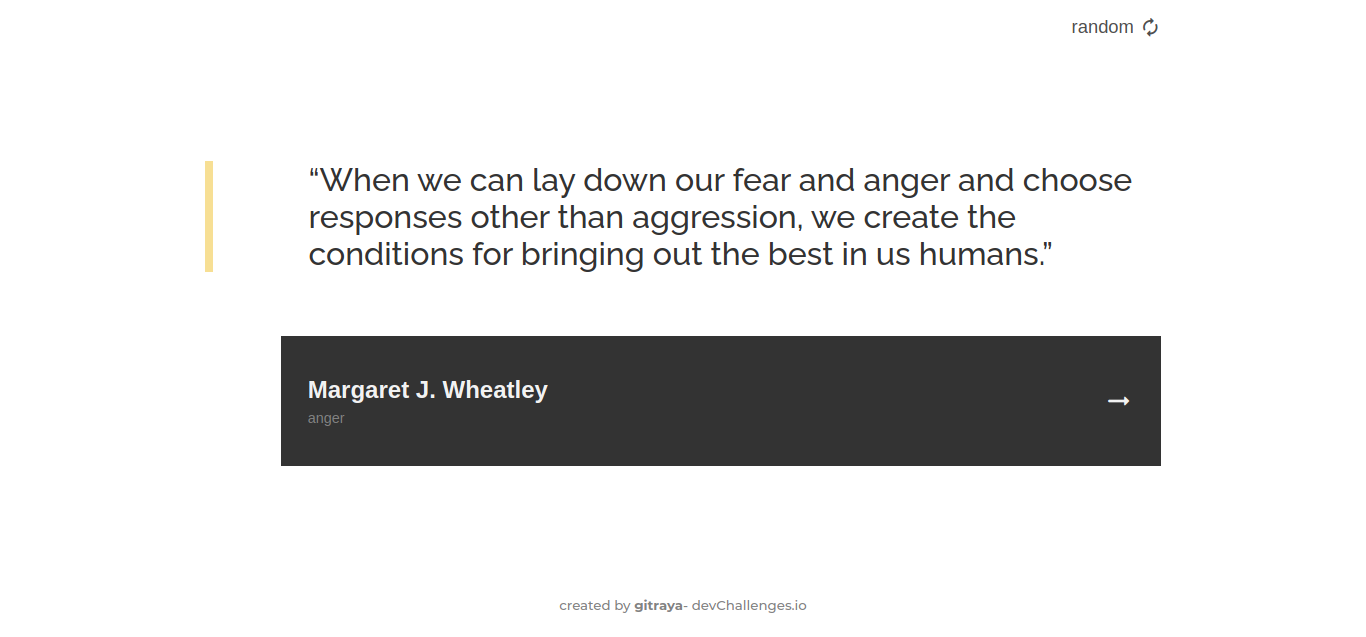 random
“When we can lay down our fear and anger and choose
responses other than aggression, we create the
conditions for bringing out the best in us humans.”
Margaret J. Wheatley
anger
created by gitraya- devChallenges.io